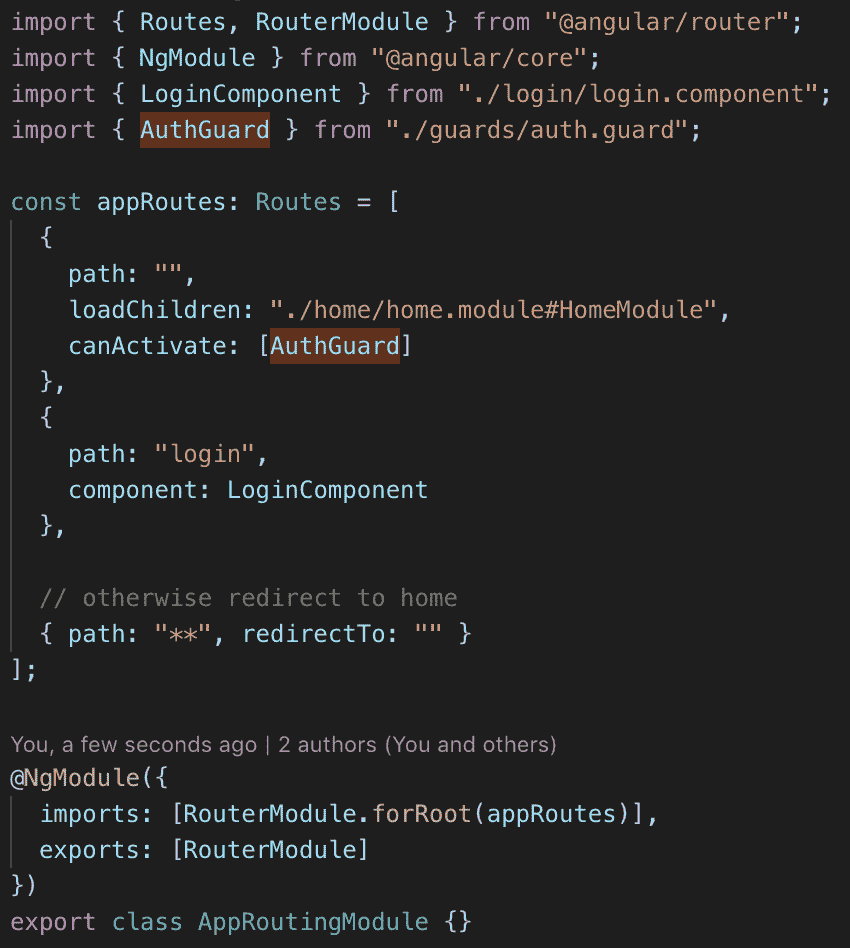 import { Routes, RouterModule } from "@angular/router";
import { NgModule } from "@angular/core";
import { LoginComponent } from "./login/login.component";
import { AuthGuard } from "./guards/auth.guard";
const appRoutes: Routes = [
{
path: "",
loadChildren: "./home/home.module#HomeModule",
canActivate: [AuthGuard]
},
{
path: "login",
component: LoginComponent
},
// otherwise redirect to home
{ path: "**", redirectTo: "" }
];
You, a few seconds ago | 2 authors (You and others)
@NgModule({
imports: [RouterModule.forRoot(appRoutes)],
exports: [RouterModule]
})
export class AppRoutingModule {}